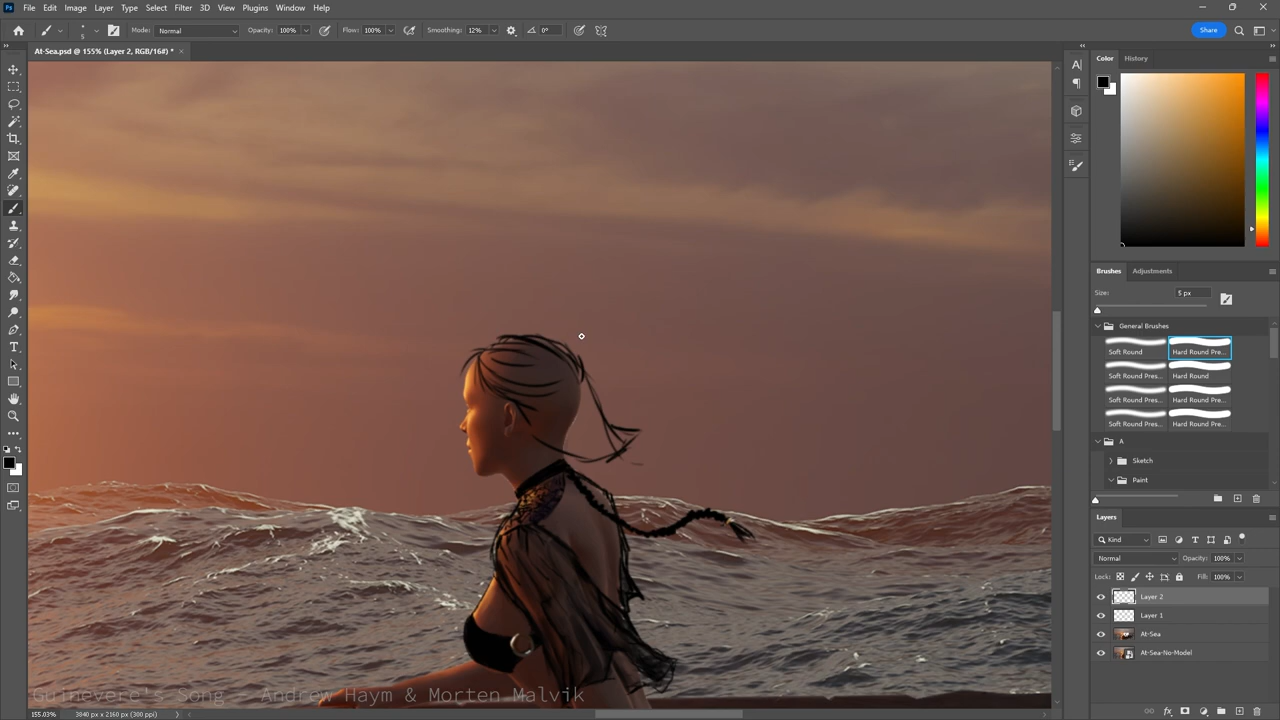 File Edit Image Layer Type Select Filter 3D View Plugins Window Help
5 Mode: Normal Opacity: 100% Flow: 100% Smoothing: 12% 0° Share
At-Sea.psd @ 155% (Layer 2, RGB/16#) * ×
Color History
Brushes Adjustments
Size: 5 px
General Brushes
Soft Round Hard Round Pre...
Soft Round Pres... Hard Round
Soft Round Pres... Hard Round Pre...
Soft Round Pres... Hard Round Pre...
A
Sketch
Paint
Layers
Kind
Normal Opacity: 100%
Lock: Fill: 100%
Layer 2
Layer 1
At-Sea
At-Sea-No-Model
Guinevere's Song - Andrew Haym & Morten Malvik
155.03% 3840 px x 2160 px (300 ppi)